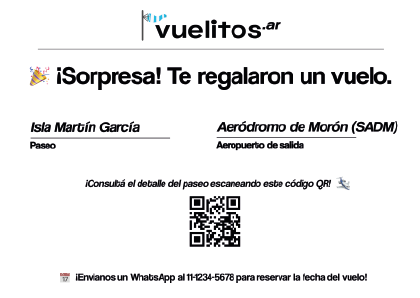 vuelitos.ar
¡Sorpresa! Te regalaron un vuelo.
Isla Martín García
Paseo
Aeródromo de Morón (SADM)
Aeropuerto de salida
¡Consultá el detalle del paseo escaneando este código QR!
¡Envianos un WhatsApp al 11-1234-5678 para reservar la fecha del vuelo!